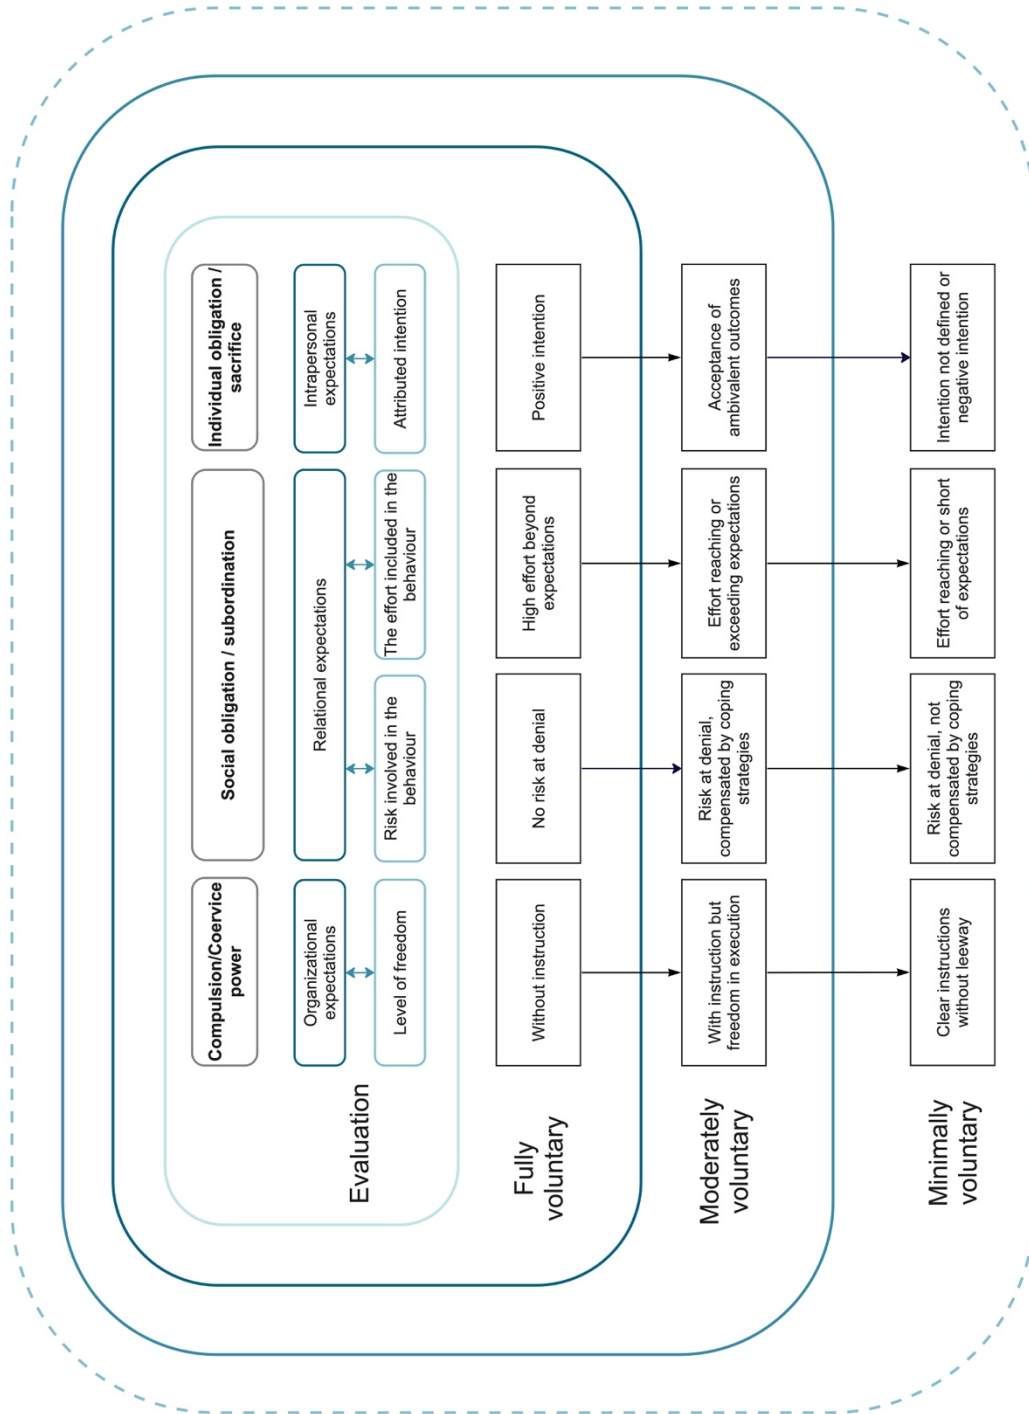 Compulsion/Coervice
power
Social obligation / subordination
Individual obligation /
sacrifice
Evaluation
Organizational
expectations
Relational expectations
Intrapersonal
expectations
Level of freedom
Risk involved in the
behaviour
The effort included in the
behaviour
Attributed intention
Fully
voluntary
Without instruction
No risk at denial
High effort beyond
expectations
Positive intention
Moderately
voluntary
With instruction but
freedom in execution
Risk at denial,
compensated by coping
strategies
Effort reaching or
exceeding expectations
Acceptance of
ambivalent outcomes
Minimally
voluntary
Clear instructions
without leeway
Risk at denial, not
compensated by coping
strategies
Effort reaching or short
of expectations
Intention not defined or
negative intention